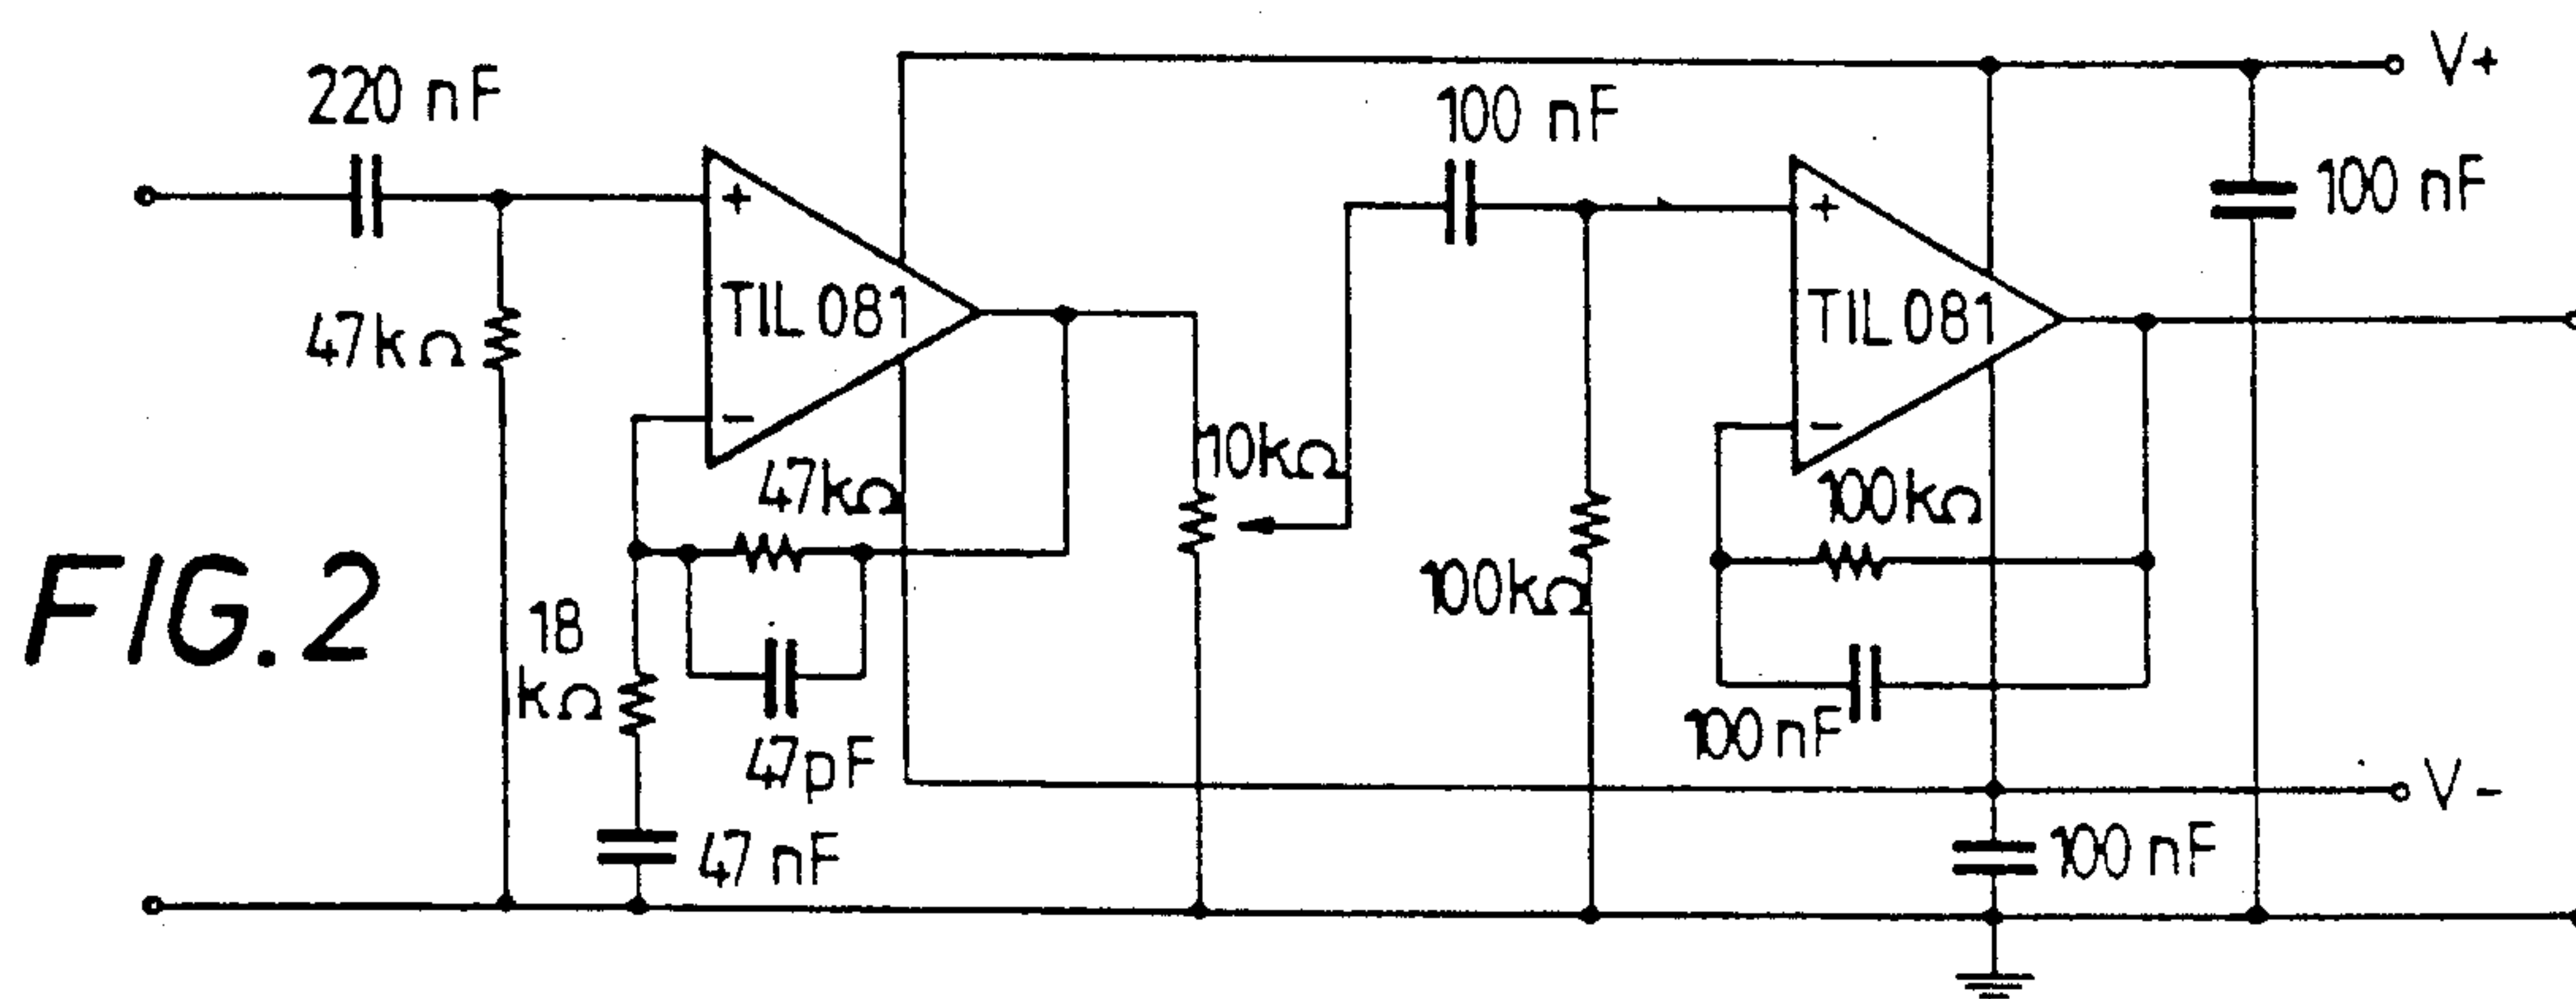 220 nF
V+
100 nF
100 nF
+
+
TIL 081
TIL 081
47kΩ
-
-
10kΩ
47kΩ
100kΩ
100kΩ
FIG. 2
18
kΩ
100 nF
47pF
V-
47 nF
100 nF